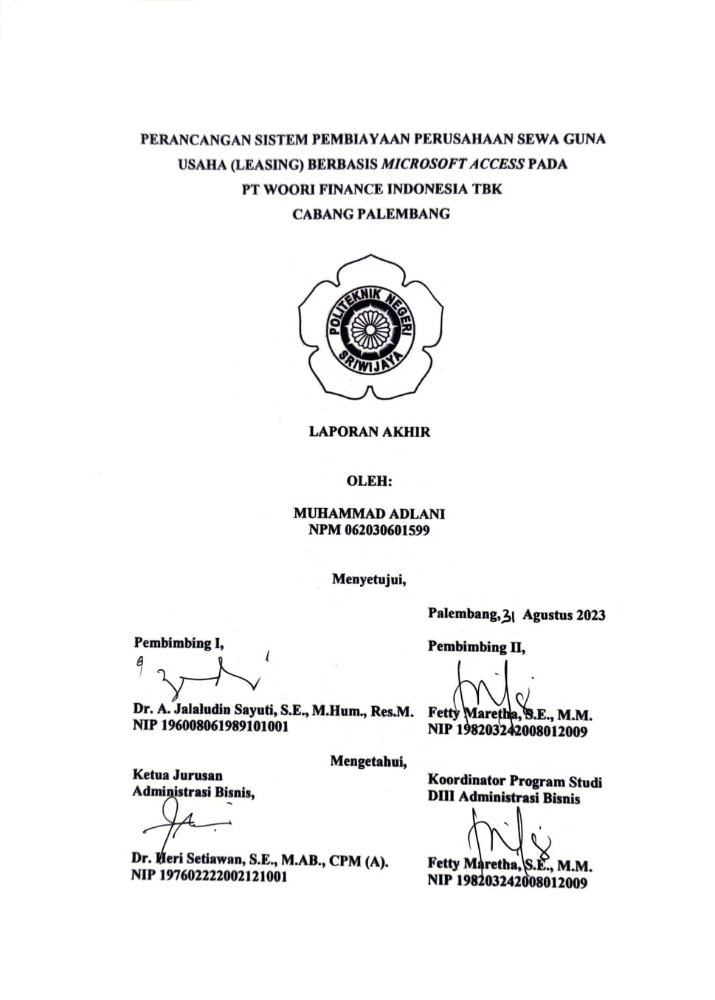 PERANCANGAN SISTEM PEMBIAYAAN PERUSAHAAN SEWA GUNA
USAHA (LEASING) BERBASIS MICROSOFT ACCESS PADA
PT WOORI FINANCE INDONESIA TBK
CABANG PALEMBANG
POLITEKNIK NEGERI
SRIWIJAYA
LAPORAN AKHIR
OLEH:
MUHAMMAD ADLANI
NPM 062030601599
Menyetujui,
Palembang, 31 Agustus 2023
Pembimbing I,
Pembimbing II,
Dr. A. Jalaludin Sayuti, S.E., M.Hum., Res.M.
Fetty Maretha, S.E., M.M.
NIP 196008061989101001
NIP 198203242008012009
Mengetahui,
Ketua Jurusan
Koordinator Program Studi
Administrasi Bisnis,
DIII Administrasi Bisnis
Dr. Heri Setiawan, S.E., M.AB., CPM (A).
Fetty Maretha, S.E., M.M.
NIP 197602222002121001
NIP 198203242008012009